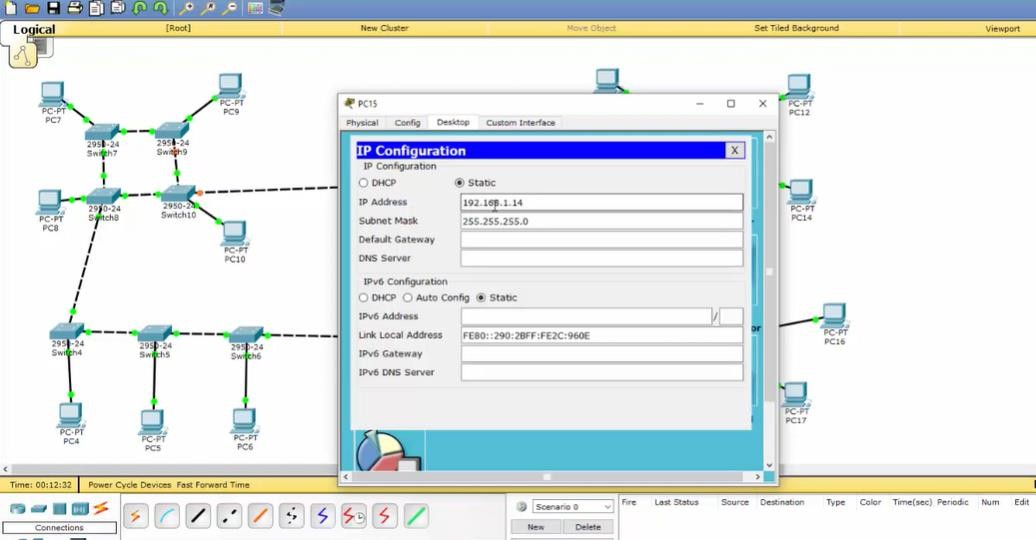 Logical
[Root]
New Cluster
Move Object
Set Tiled Background
Viewport
PC-PT
PC7
PC-PT
PC9
2950-24
Switch7
2950-24
Switch9
PC-PT
PC8
2950-24
Switch8
2950-24
Switch10
PC-PT
PC10
2950-24
Switch4
2950-24
Switch5
2950-24
Switch6
PC-PT
PC4
PC-PT
PC5
PC-PT
PC6
PC15
Physical
Config
Desktop
Custom Interface
IP Configuration
X
IP Configuration
DHCP
Static
IP Address
192.168.1.14
Subnet Mask
255.255.255.0
Default Gateway
DNS Server
IPv6 Configuration
DHCP
Auto Config
Static
IPv6 Address
/
Link Local Address
FE80::290:2BFF:FE2C:960E
IPv6 Gateway
IPv6 DNS Server
or
PC-PT
PC12
PC-PT
PC14
PC-PT
PC16
PC-PT
PC17
Time: 00:12:32
Power Cycle Devices
Fast Forward Time
Connections
Scenario 0
New
Delete
Fire
Last Status
Source
Destination
Type
Color
Time(sec)
Periodic
Num
Edit